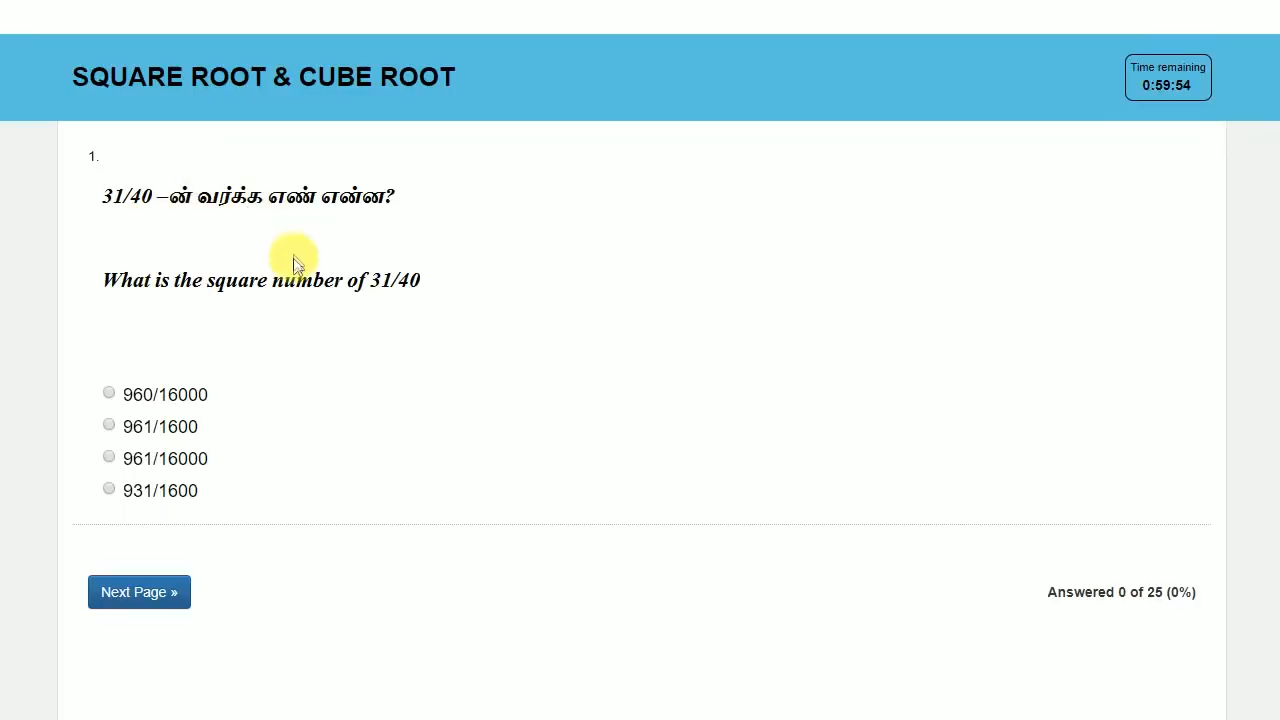 SQUARE ROOT & CUBE ROOT
Time remaining
0:59:54
1.
31/40 –ன் வர்க்க எண் என்ன?
What is the square number of 31/40
960/16000
961/1600
961/16000
931/1600
Next Page »
Answered 0 of 25 (0%)